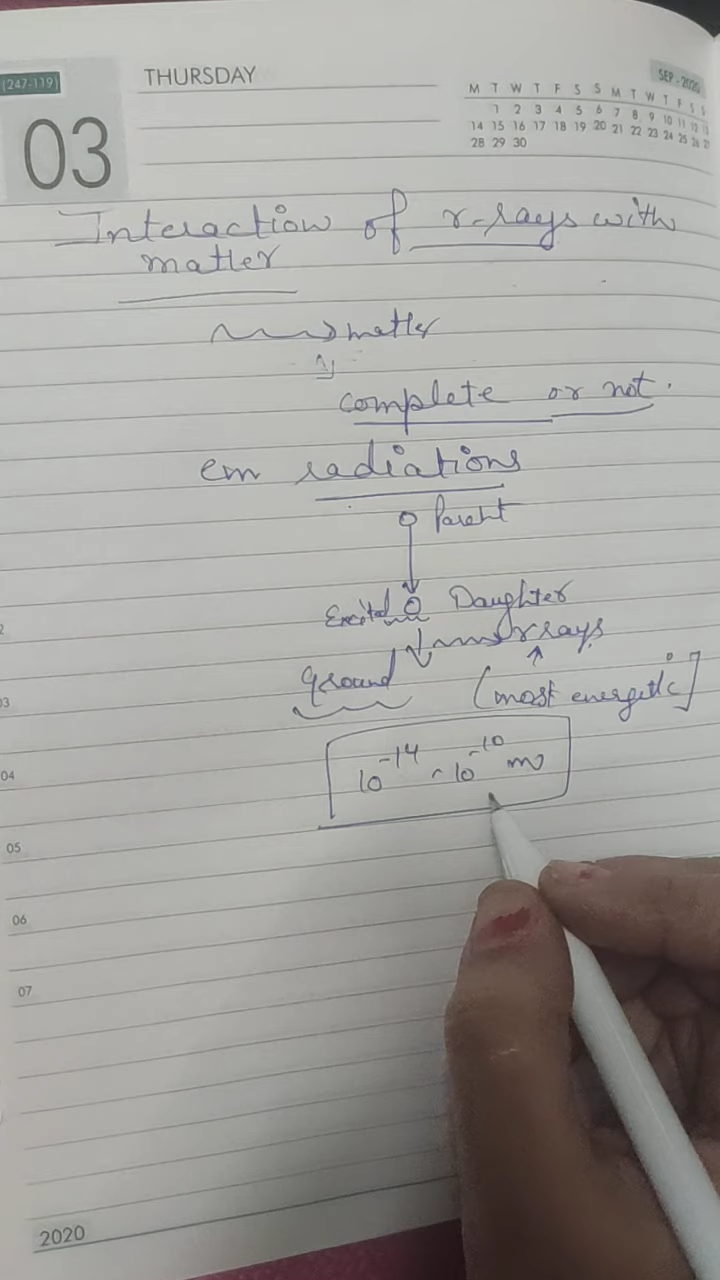 [247-119]
THURSDAY
SEP - 2020
M T W T F S S M T W T F S S
1 2 3 4 5 6 7 8 9 10 11 12 13
14 15 16 17 18 19 20 21 22 23 24 25 26 27
28 29 30
03
Interaction of r-rays with
matter
matter
complete or not.
em radiations
Parent
Excited Daughter
r rays
ground [most energetic]
10^-14 - 10^-10 m
2
03
04
05
06
07
2020